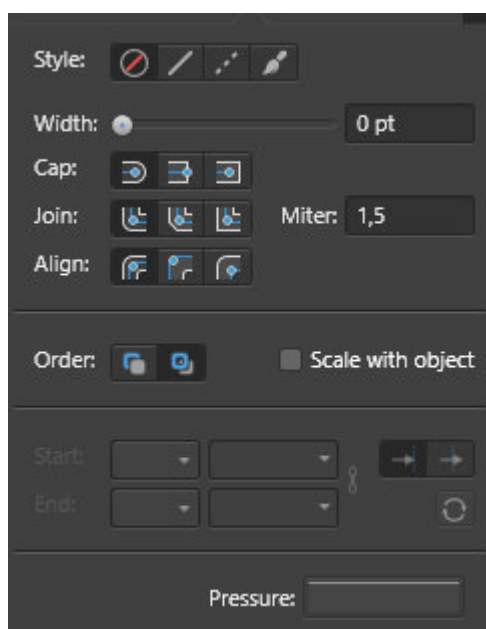 Style:
Width: 0 pt
Cap:
Join: Miter: 1,5
Align:
Order: Scale with object
Start:
End:
Pressure: